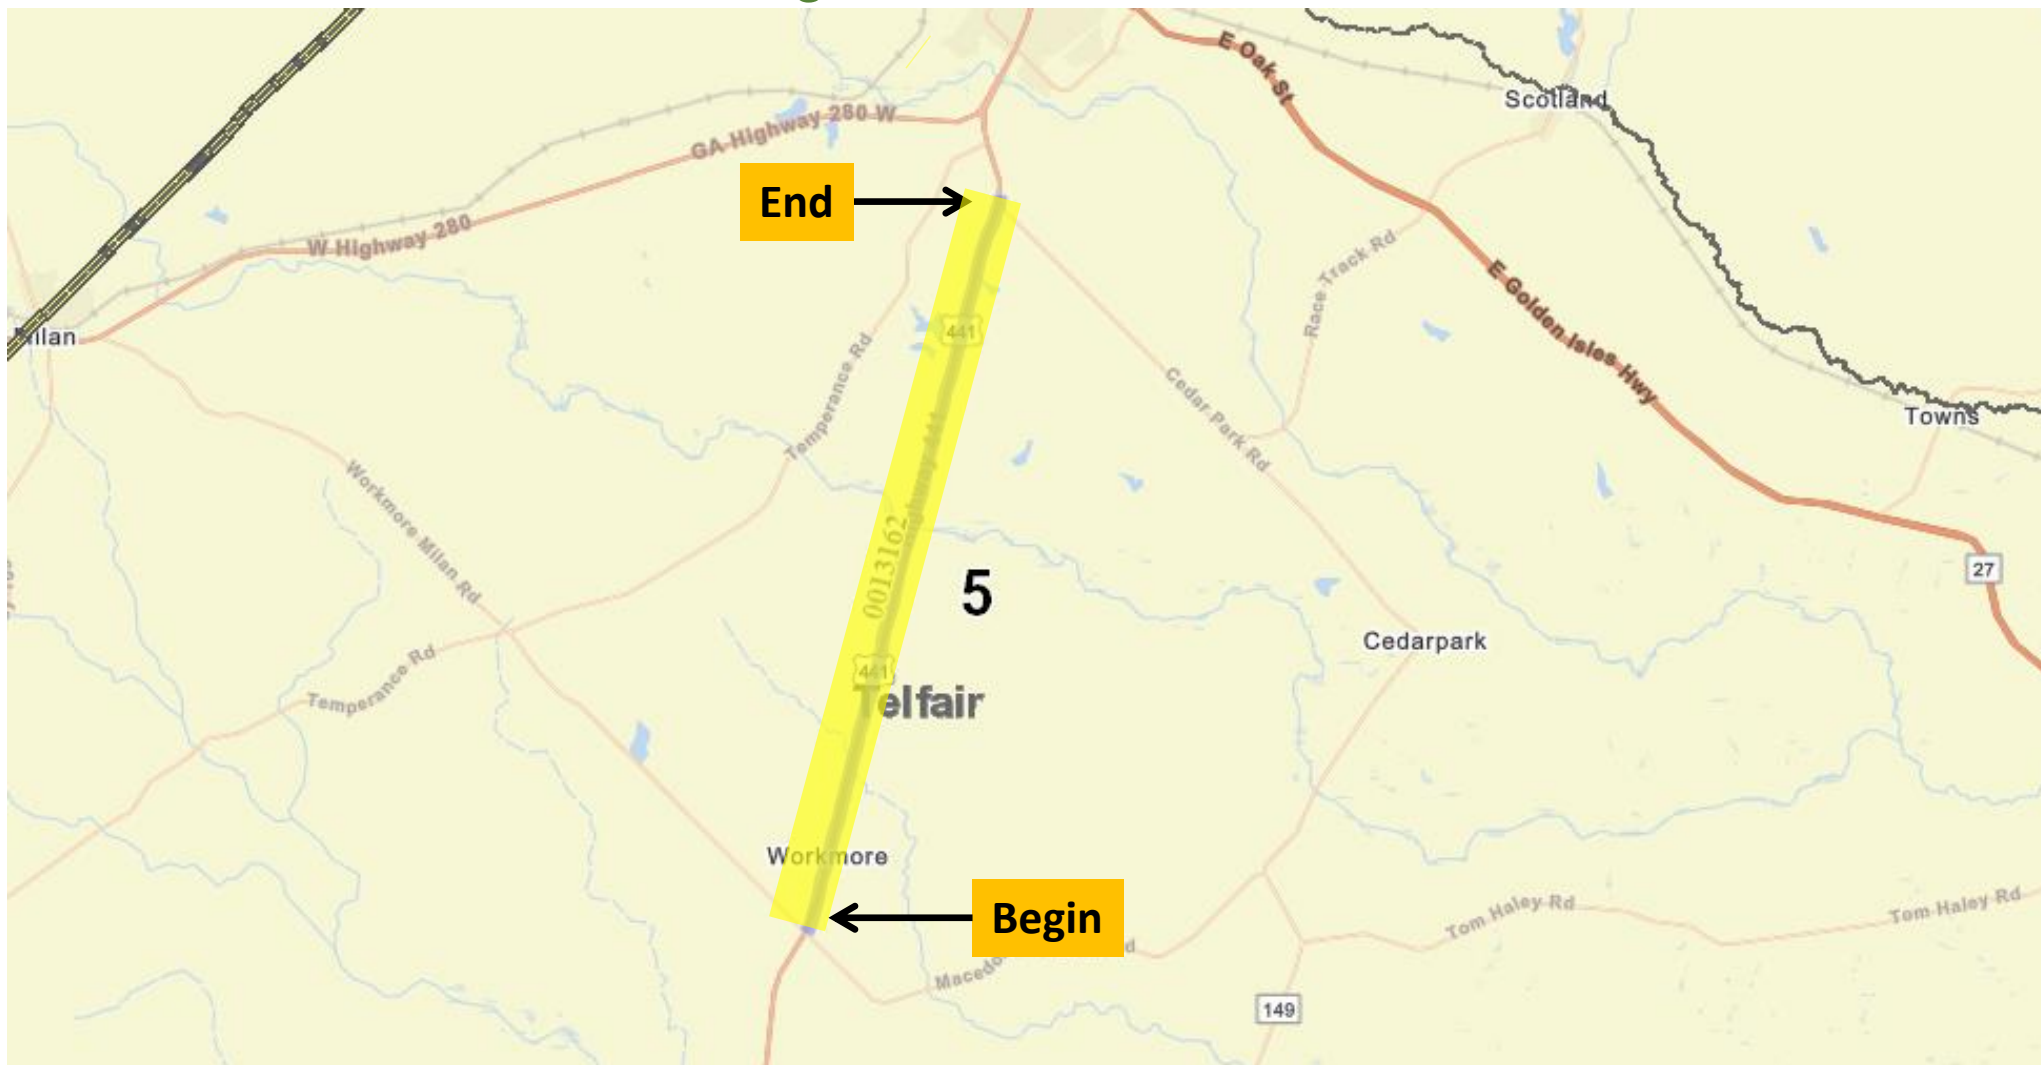 E Oak St
Scotland
GA Highway 280 W
End
W Highway 280
Race Track Rd
E Golden Isles Hwy
Milan
441
Temperance Rd
Cedar Park Rd
Towns
Highway 441
Workmore Milan Rd
0013162
5
27
Cedarpark
Temperance Rd
441
Telfair
Workmore
Begin
Tom Haley Rd
Tom Haley Rd
149